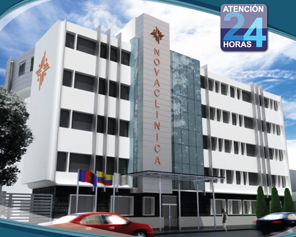 ATENCIÓN
24
HORAS
NOVACLINICA